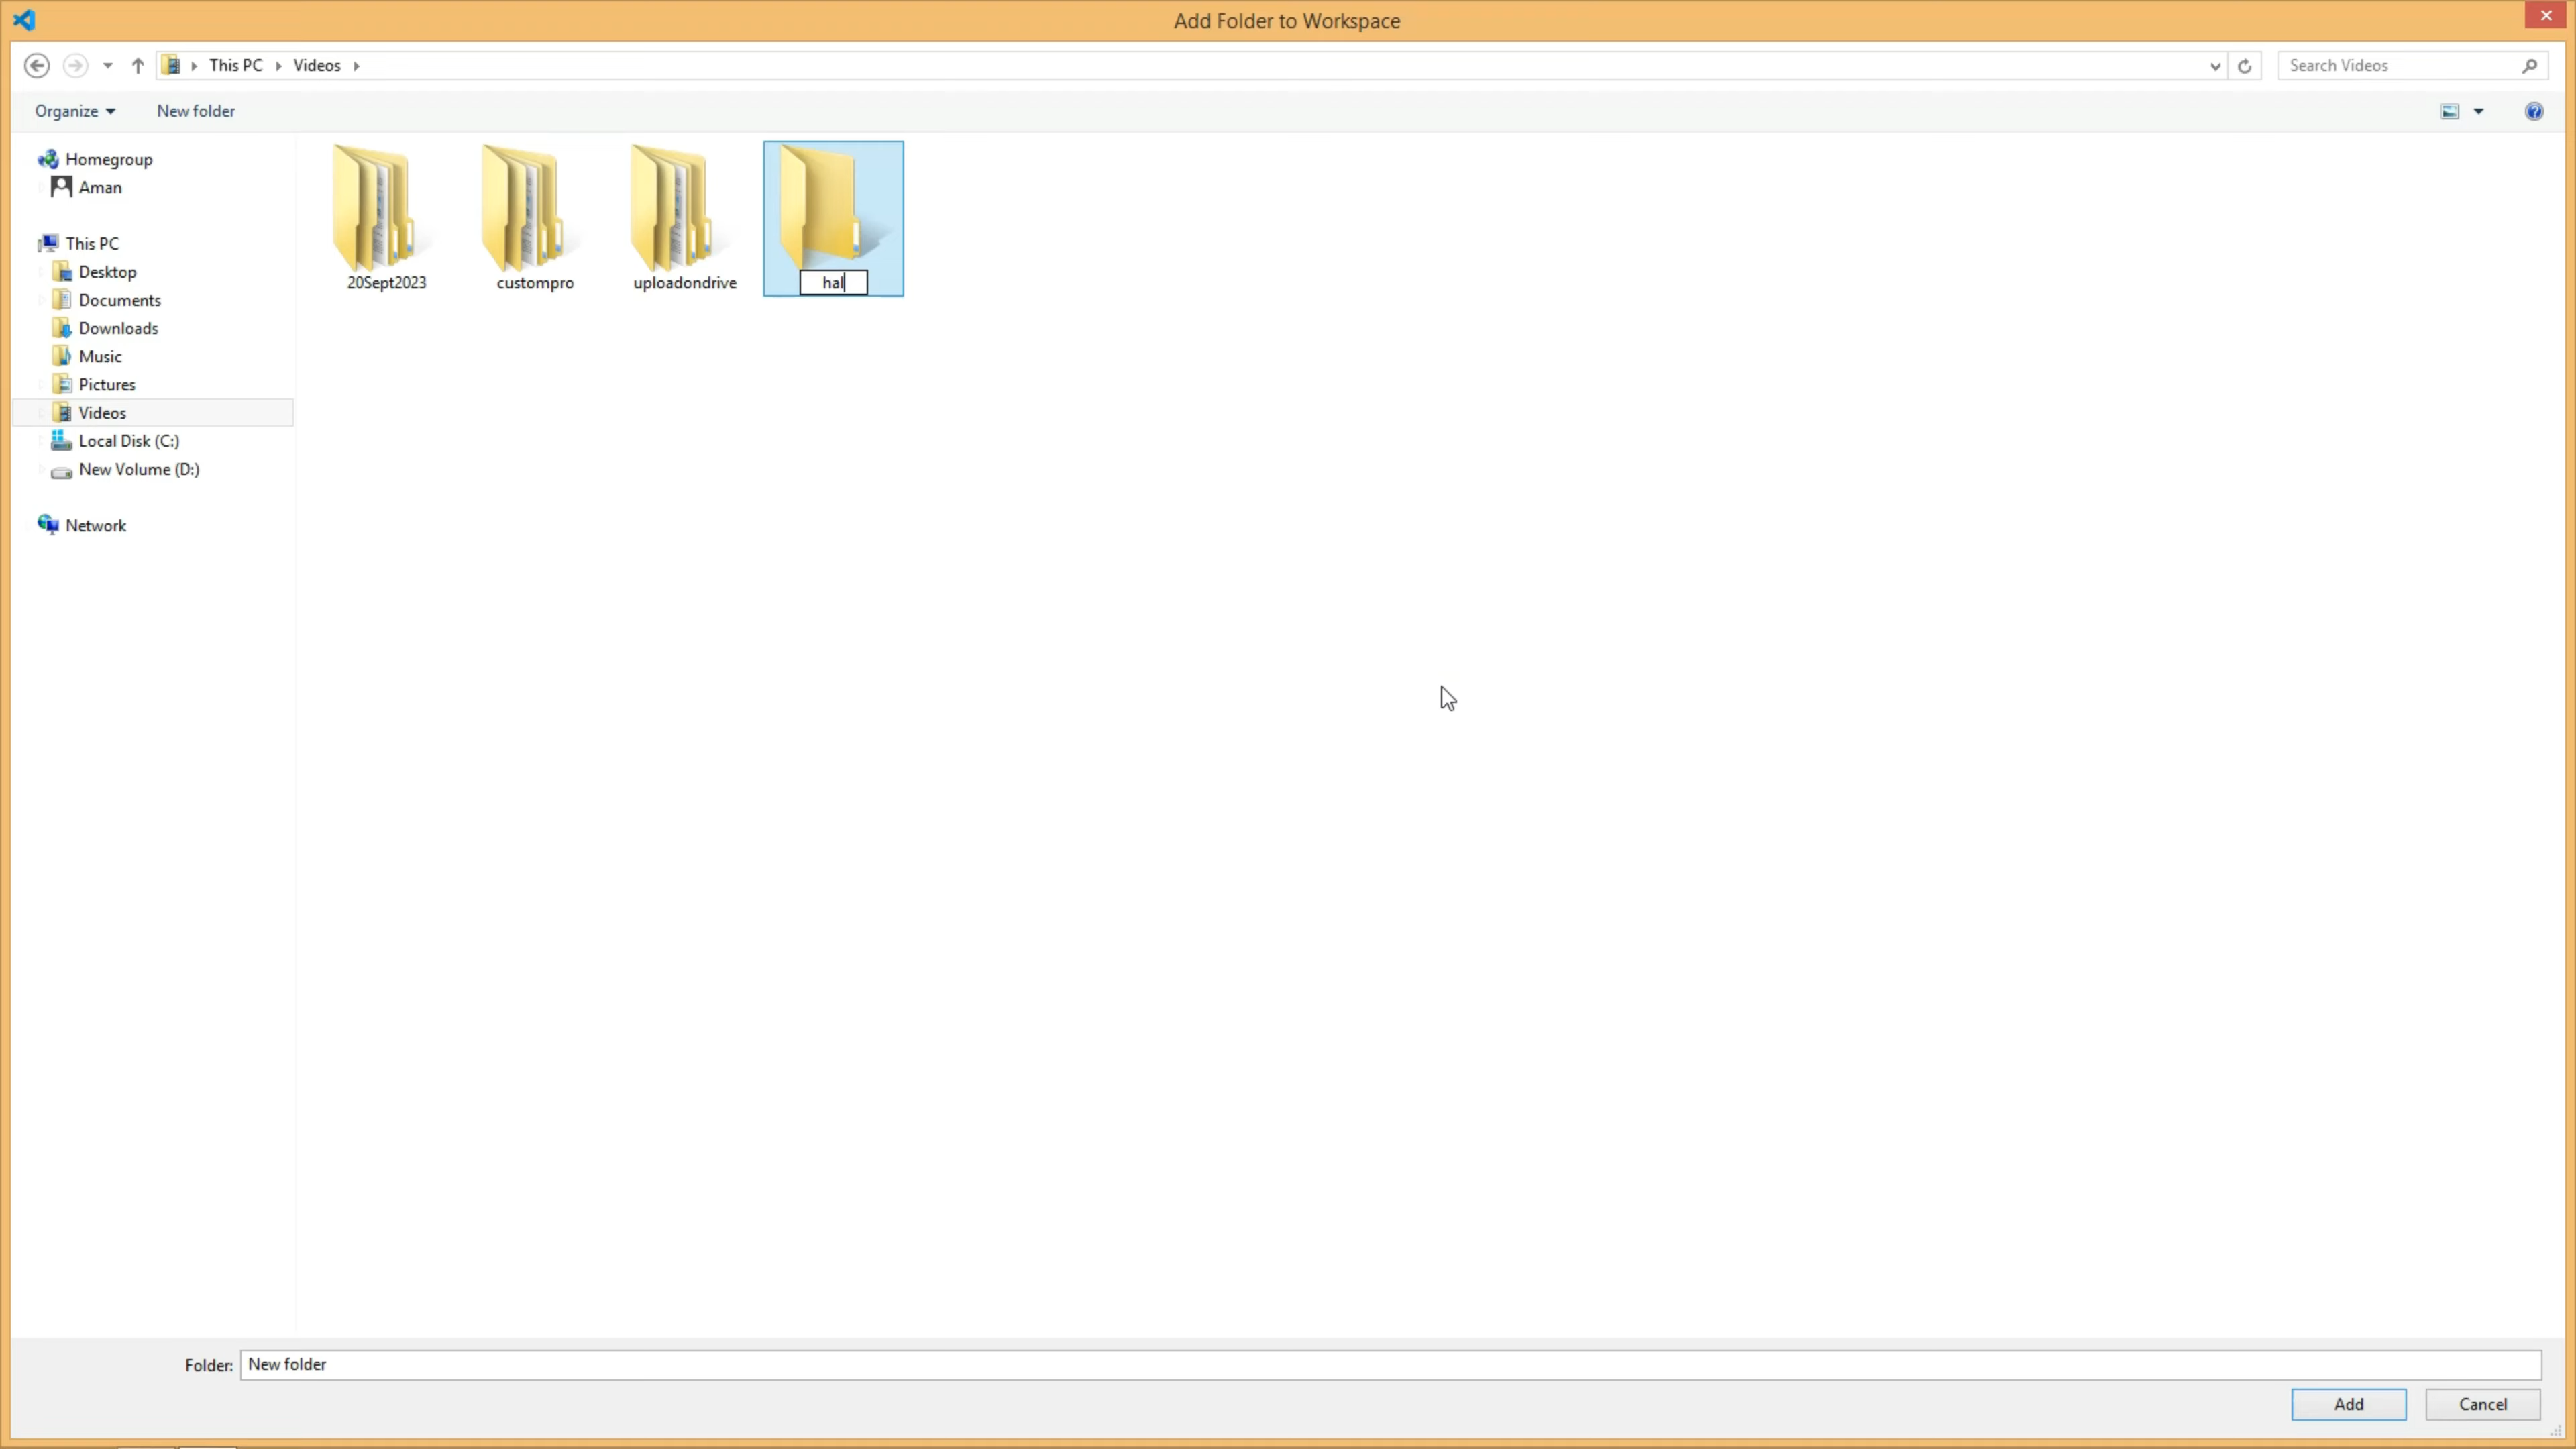 Add Folder to Workspace
This PC Videos
Search Videos
Organize New folder
Homegroup
Aman
This PC
Desktop
Documents
Downloads
Music
Pictures
Videos
Local Disk (C:)
New Volume (D:)
Network
20Sept2023 custompro uploadondrive hal
Folder: New folder
Add Cancel